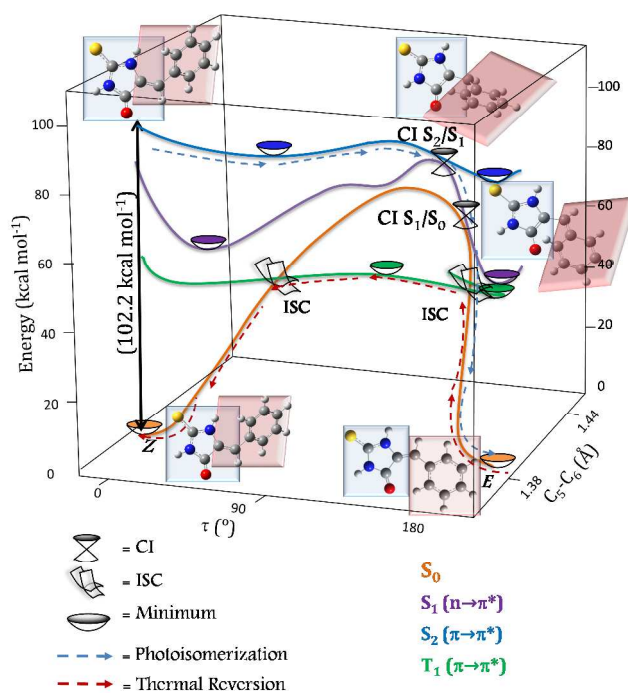 100
80
60
40
20
0
Energy (kcal mol⁻¹)
(102.2 kcal mol⁻¹)
CI S₂/S₁
CI S₁/S₀
ISC
ISC
Z
E
0
90
180
τ (°)
100
80
60
40
20
0
1.44
1.38
C₅-C₆ (Å)
= CI
= ISC
= Minimum
= Photoisomerization
= Thermal Reversion
S₀
S₁ (n→π*)
S₂ (π→π*)
T₁ (π→π*)